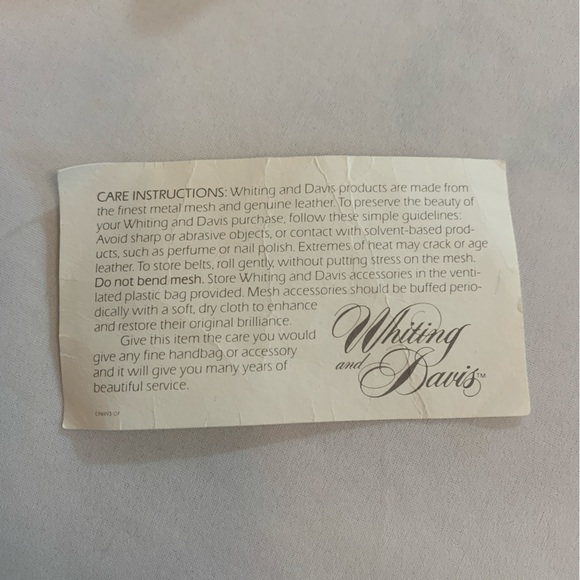 CARE INSTRUCTIONS: Whiting and Davis products are made from
the finest metal mesh and genuine leather. To preserve the beauty of
your Whiting and Davis purchase, follow these simple guidelines:
Avoid sharp or abrasive objects, or contact with solvent-based prod-
ucts, such as perfume or nail polish. Extremes of heat may crack or age
leather. To store belts, roll gently, without putting stress on the mesh.
Do not bend mesh. Store Whiting and Davis accessories in the venti-
lated plastic bag provided. Mesh accessories should be buffed perio-
dically with a soft, dry cloth to enhance
and restore their original brilliance.
Give this item the care you would
give any fine handbag or accessory
and it will give you many years of
beautiful service.
Whiting
and Davis™